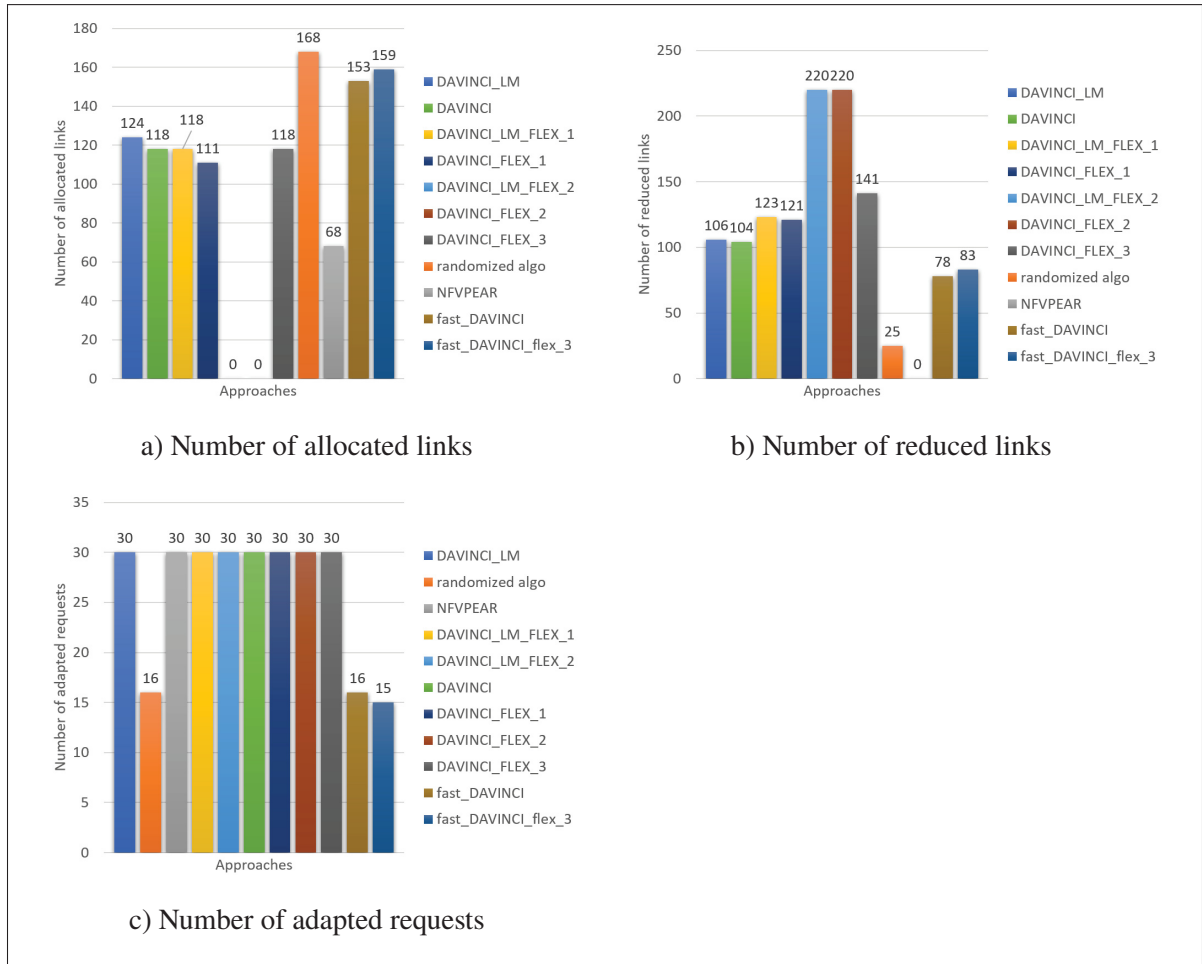 180
160
140
120
100
80
60
40
20
0
Number of allocated links
124
118
118
111
0
0
118
168
68
153
159
Approaches
DAVINCI_LM
DAVINCI
DAVINCI_LM_FLEX_1
DAVINCI_FLEX_1
DAVINCI_LM_FLEX_2
DAVINCI_FLEX_2
DAVINCI_FLEX_3
randomized algo
NFVPEAR
fast_DAVINCI
fast_DAVINCI_flex_3
a) Number of allocated links
250
200
150
100
50
0
Number of reduced links
106
104
123
121
220
220
141
25
0
78
83
Approaches
DAVINCI_LM
DAVINCI
DAVINCI_LM_FLEX_1
DAVINCI_FLEX_1
DAVINCI_LM_FLEX_2
DAVINCI_FLEX_2
DAVINCI_FLEX_3
randomized algo
NFVPEAR
fast_DAVINCI
fast_DAVINCI_flex_3
b) Number of reduced links
35
30
25
20
15
10
5
0
Number of adapted requests
30
16
30
30
30
30
30
30
30
16
15
Approaches
DAVINCI_LM
randomized algo
NFVPEAR
DAVINCI_LM_FLEX_1
DAVINCI_LM_FLEX_2
DAVINCI
DAVINCI_FLEX_1
DAVINCI_FLEX_2
DAVINCI_FLEX_3
fast_DAVINCI
fast_DAVINCI_flex_3
c) Number of adapted requests